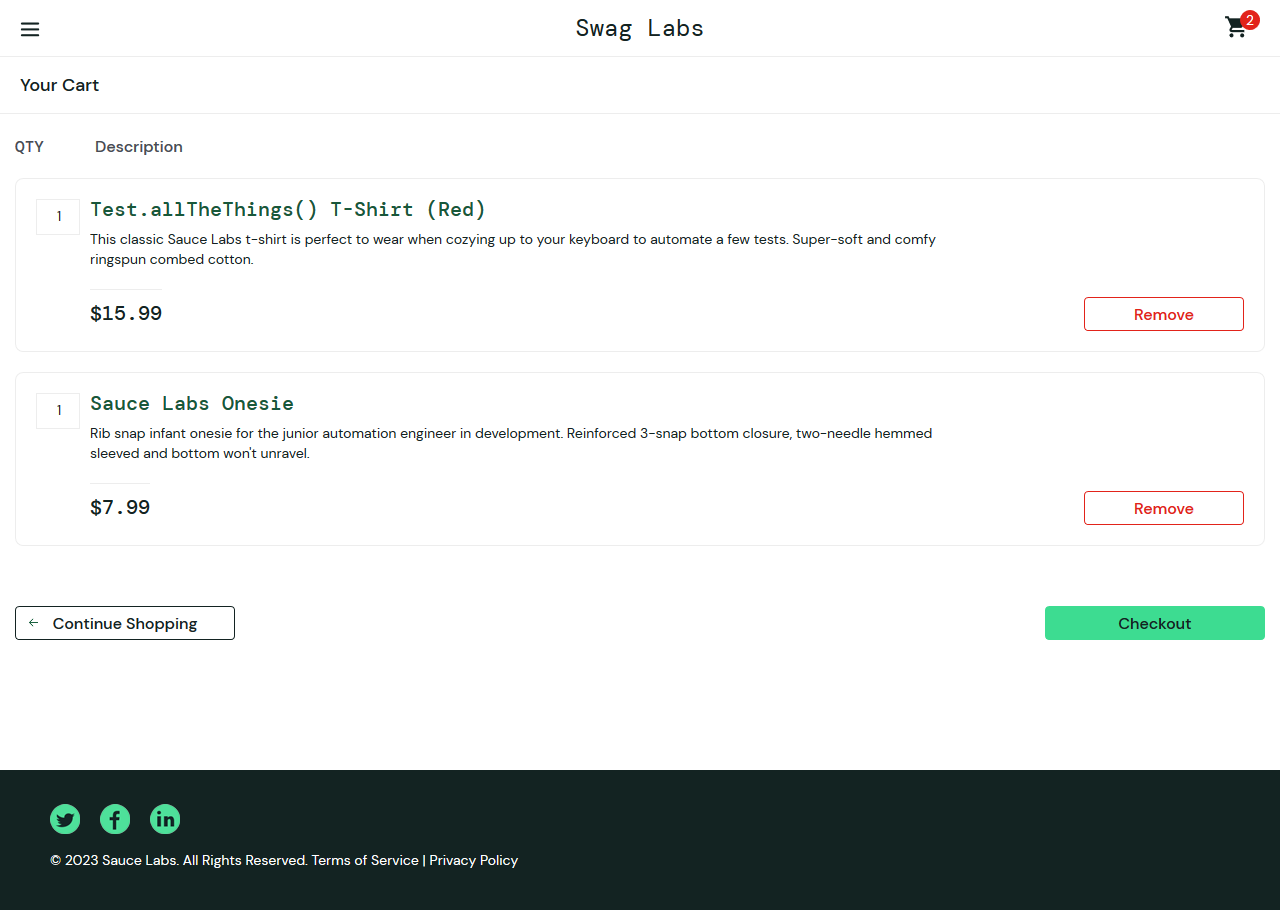 Swag Labs
2
Your Cart
QTY Description
1
Test.allTheThings() T-Shirt (Red)
This classic Sauce Labs t-shirt is perfect to wear when cozying up to your keyboard to automate a few tests. Super-soft and comfy
ringspun combed cotton.
$15.99
Remove
1
Sauce Labs Onesie
Rib snap infant onesie for the junior automation engineer in development. Reinforced 3-snap bottom closure, two-needle hemmed
sleeved and bottom won't unravel.
$7.99
Remove
Continue Shopping
Checkout
© 2023 Sauce Labs. All Rights Reserved. Terms of Service | Privacy Policy